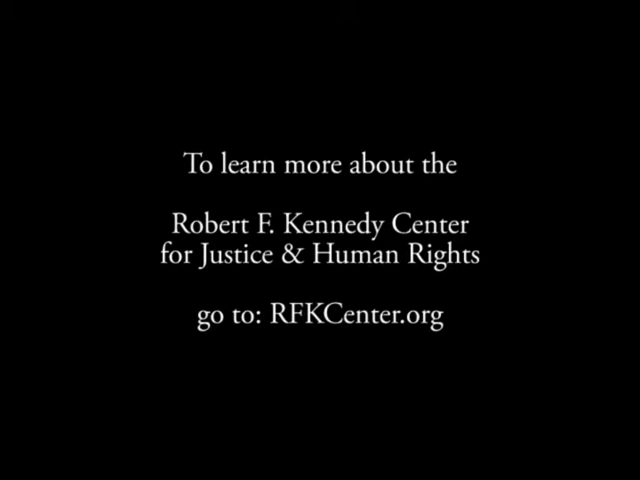 To learn more about the
Robert F. Kennedy Center
for Justice & Human Rights
go to: RFKCenter.org